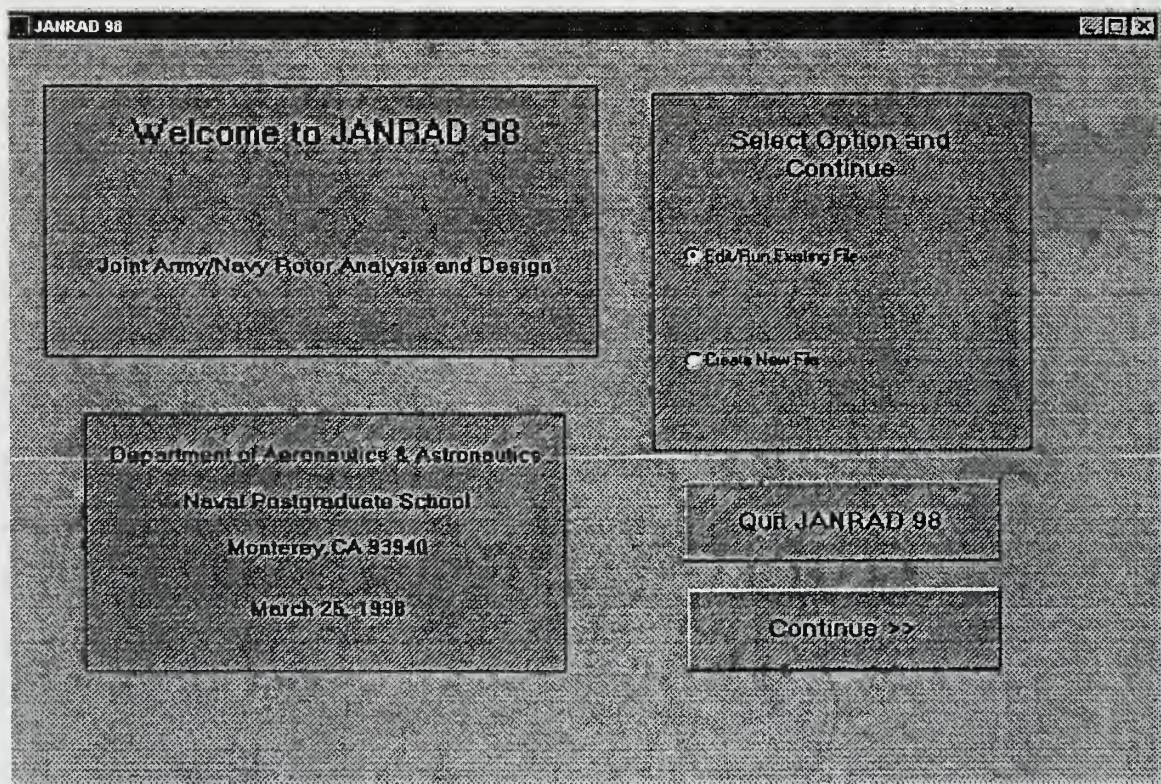 JANRAD 98
Welcome to JANRAD 98
Joint Army/Navy Rotor Analysis and Design
Department of Aeronautics & Astronautics
Naval Postgraduate School
Monterey, CA 93940
March 25, 1998
Select Option and
Continue
Edit/Run Existing File
Create New File
Quit JANRAD 98
Continue >>